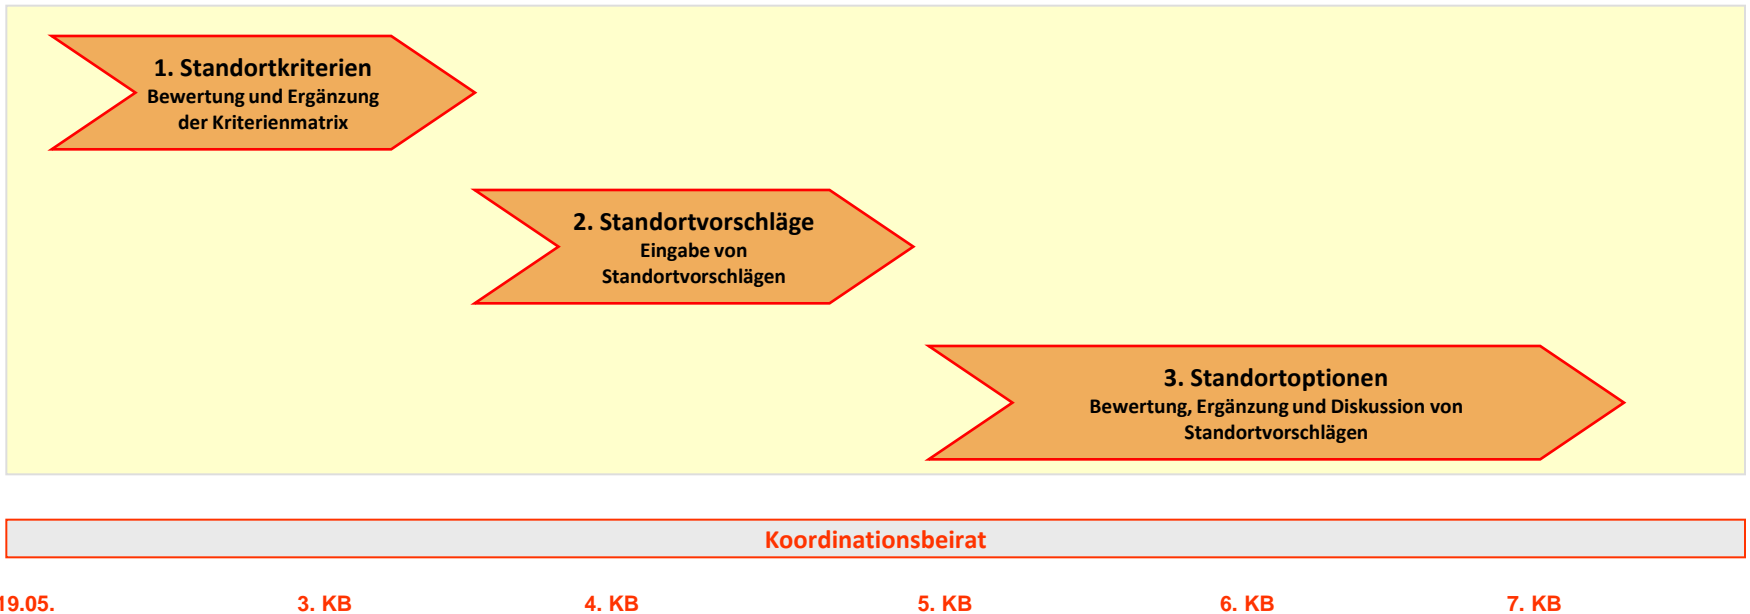 1. Standortkriterien
Bewertung und Ergänzung
der Kriterienmatrix
2. Standortvorschläge
Eingabe von
Standortvorschlägen
3. Standortoptionen
Bewertung, Ergänzung und Diskussion von
Standortvorschlägen
Koordinationsbeirat
19.05. 3. KB 4. KB 5. KB 6. KB 7. KB